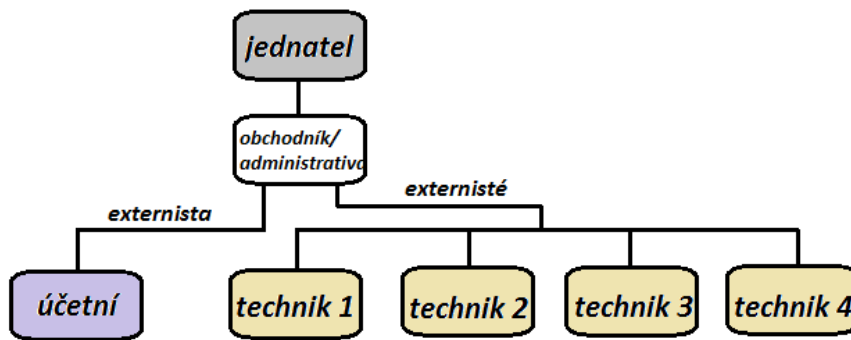 jednatel
obchodník/
administrativa
externisté
externista
účetní
technik 1
technik 2
technik 3
technik 4